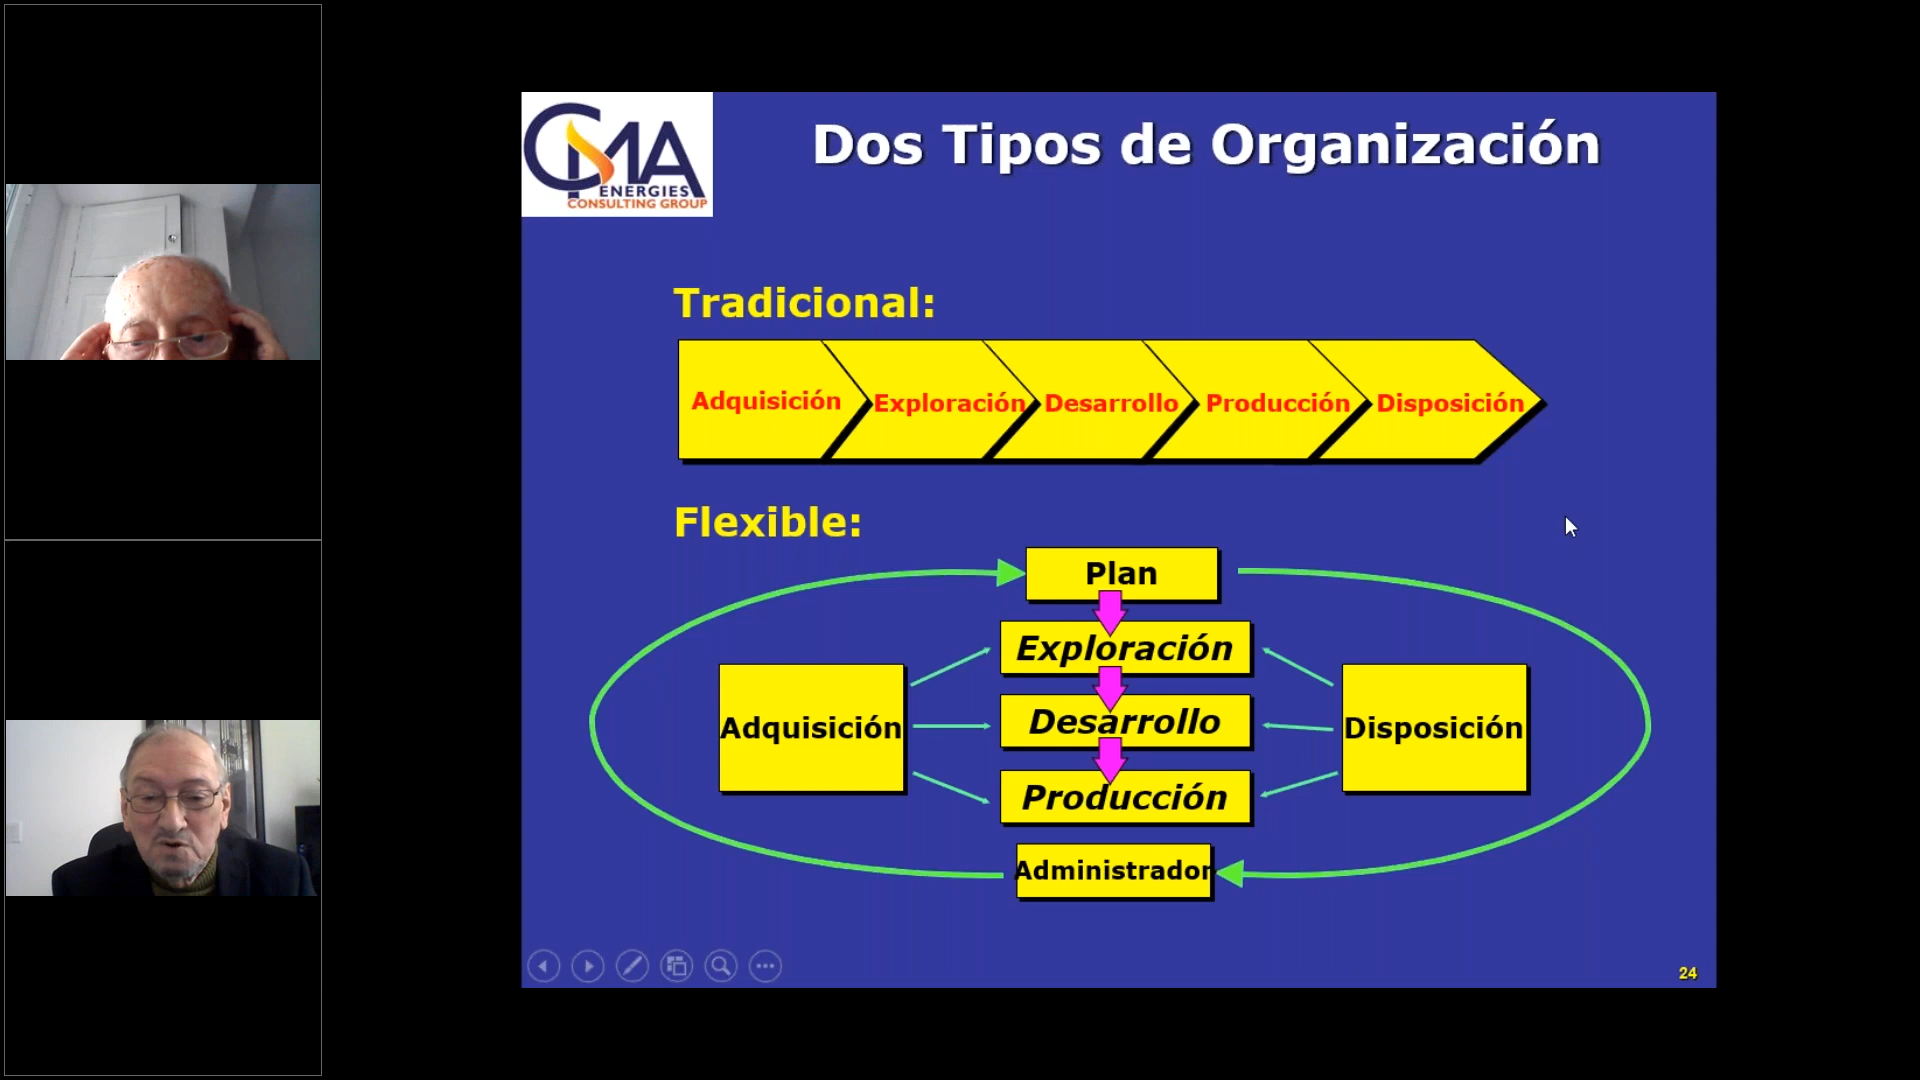 CMA
ENERGIES
CONSULTING GROUP
Dos Tipos de Organización
Tradicional:
Adquisición
Exploración
Desarrollo
Producción
Disposición
Flexible:
Plan
Exploración
Adquisición
Desarrollo
Disposición
Producción
Administrador
24